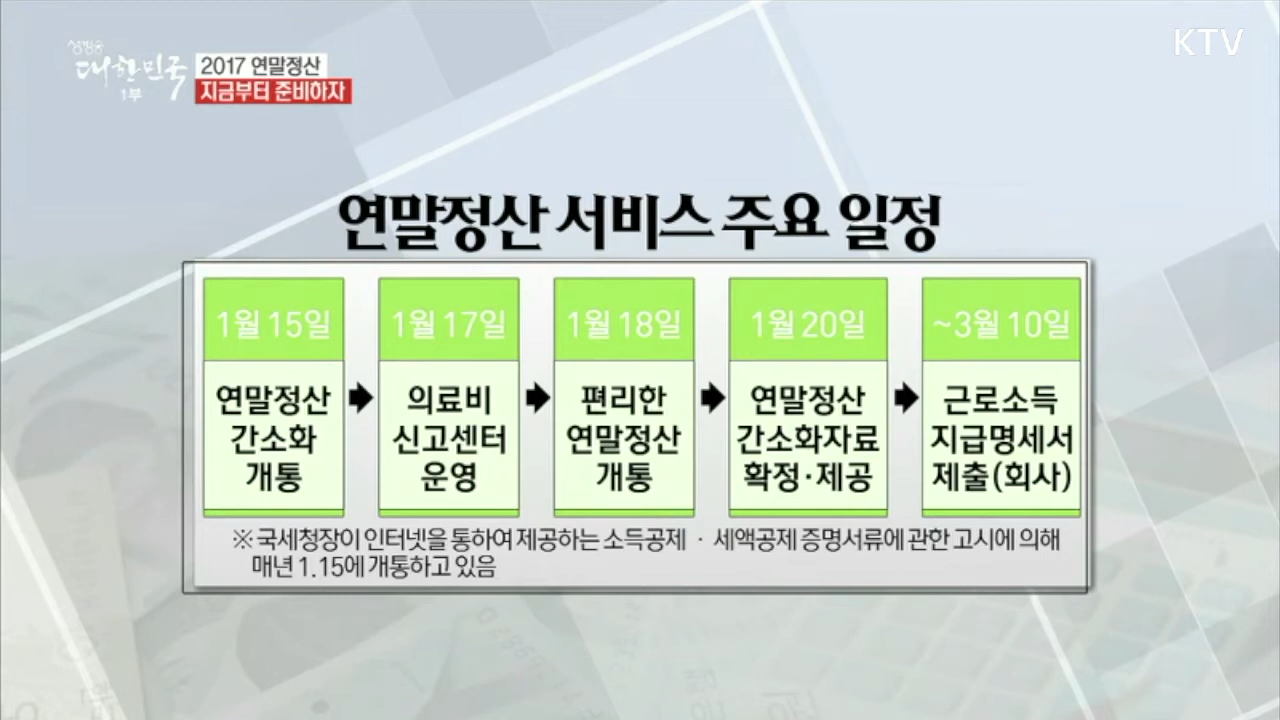 생방송
대한민국
1부
2017 연말정산
지금부터 준비하자
KTV
연말정산 서비스 주요 일정
1월 15일
연말정산
간소화
개통
1월 17일
의료비
신고센터
운영
1월 18일
편리한
연말정산
개통
1월 20일
연말정산
간소화자료
확정·제공
~3월 10일
근로소득
지급명세서
제출(회사)
※ 국세청장이 인터넷을 통하여 제공하는 소득공제 · 세액공제 증명서류에 관한 고시에 의해
매년 1.15에 개통하고 있음